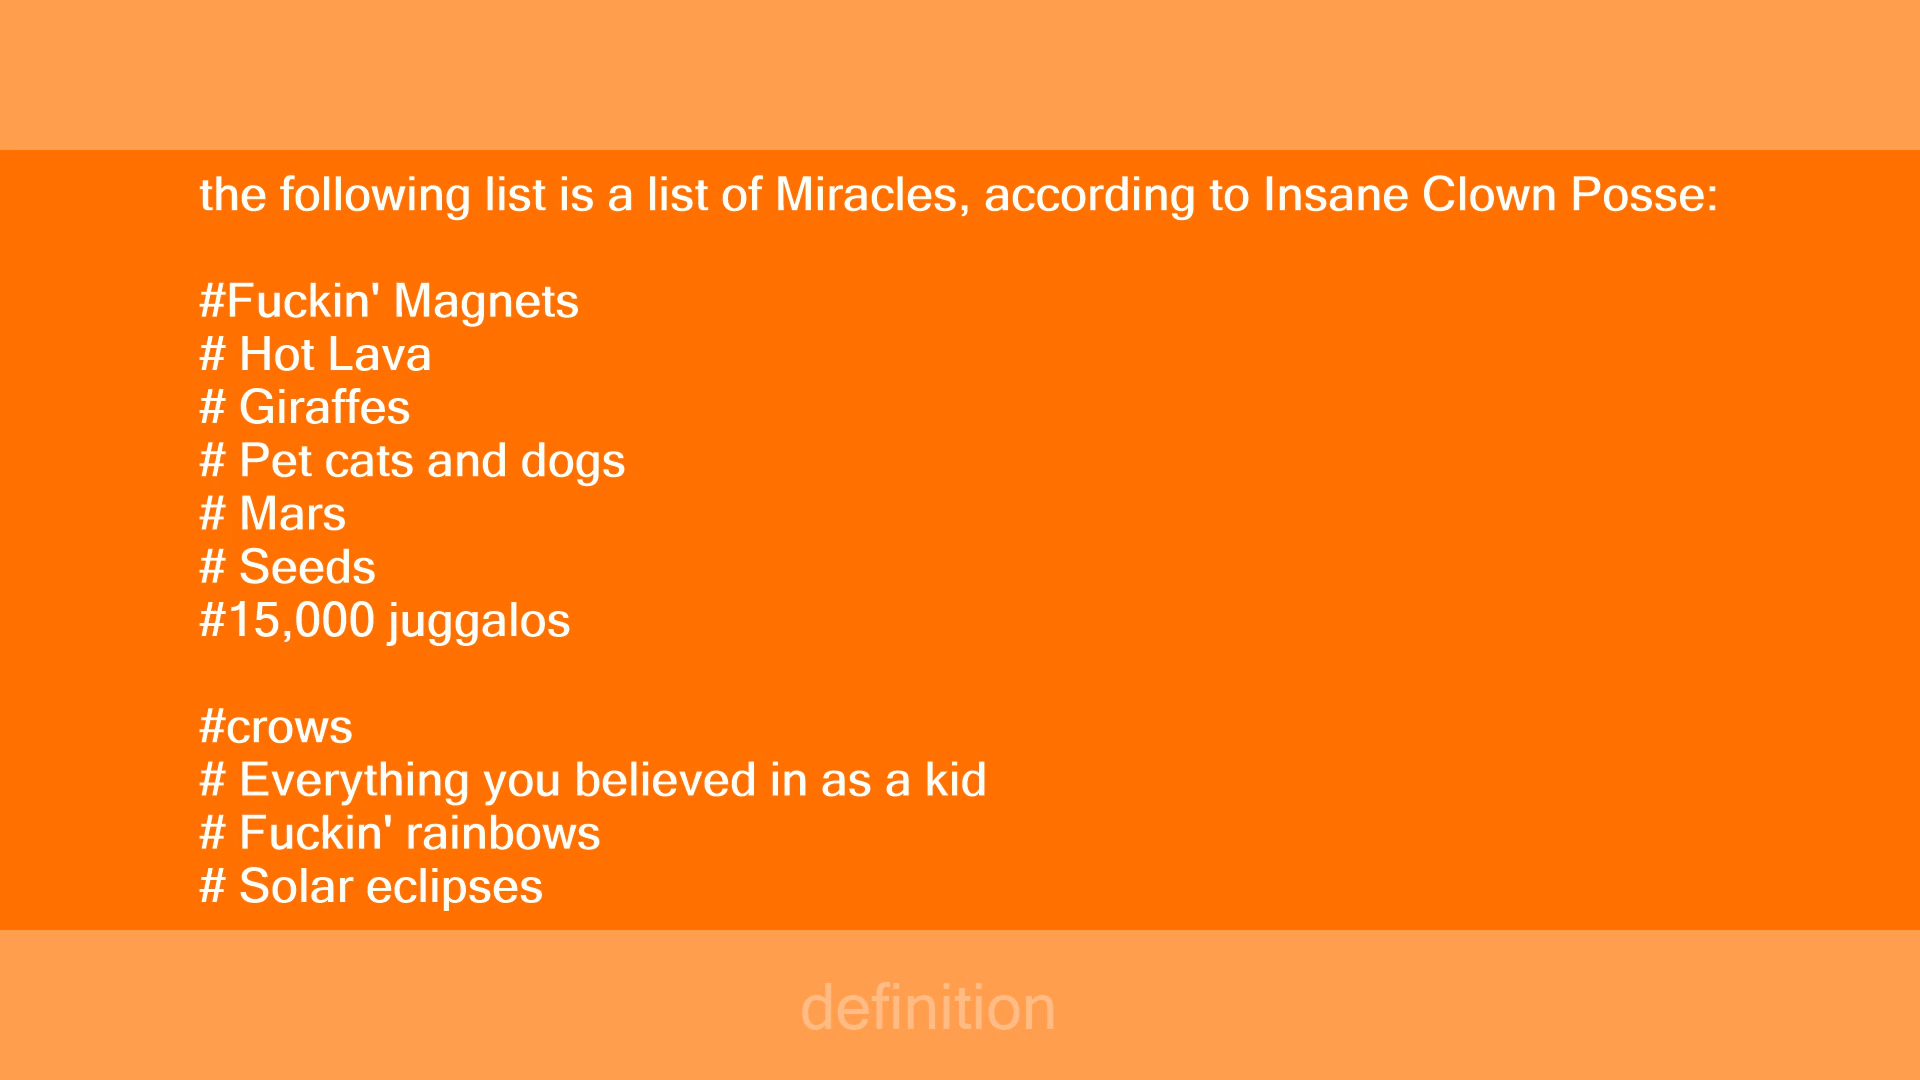 the following list is a list of Miracles, according to Insane Clown Posse:
#Fuckin' Magnets
# Hot Lava
# Giraffes
# Pet cats and dogs
# Mars
# Seeds
#15,000 juggalos
#crows
# Everything you believed in as a kid
# Fuckin' rainbows
# Solar eclipses
definition